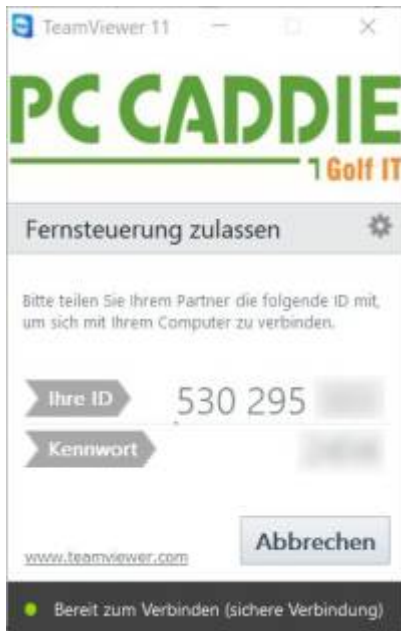 TeamViewer 11
PC CADDIE
Golf IT
Fernsteuerung zulassen
Bitte teilen Sie Ihrem Partner die folgende ID mit,
um sich mit Ihrem Computer zu verbinden.
Ihre ID 530 295
Kennwort
Abbrechen
www.teamviewer.com
Bereit zum Verbinden (sichere Verbindung)